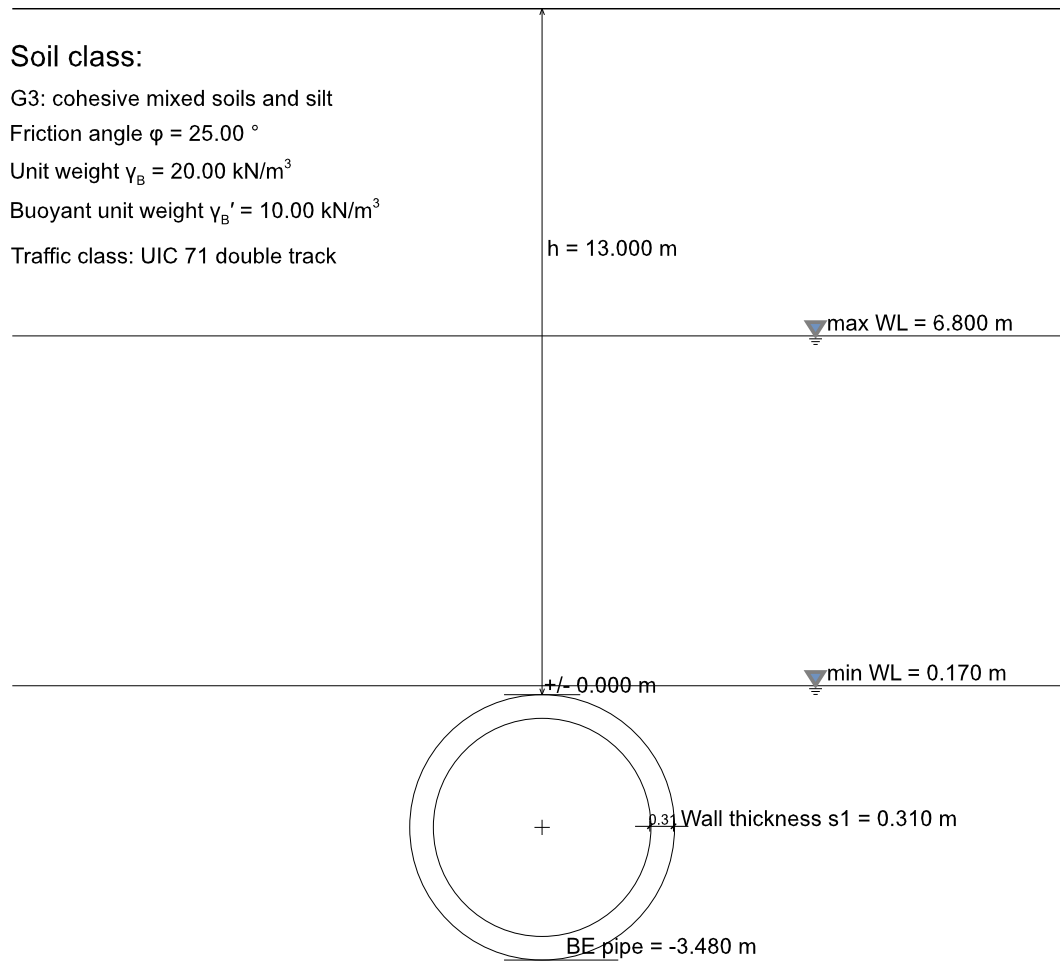 Soil class:
G3: cohesive mixed soils and silt
Friction angle φ = 25.00 °
Unit weight γB = 20.00 kN/m³
Buoyant unit weight γB′ = 10.00 kN/m³
Traffic class: UIC 71 double track
h = 13.000 m
max WL = 6.800 m
min WL = 0.170 m
+/- 0.000 m
0.31
Wall thickness s1 = 0.310 m
BE pipe = -3.480 m